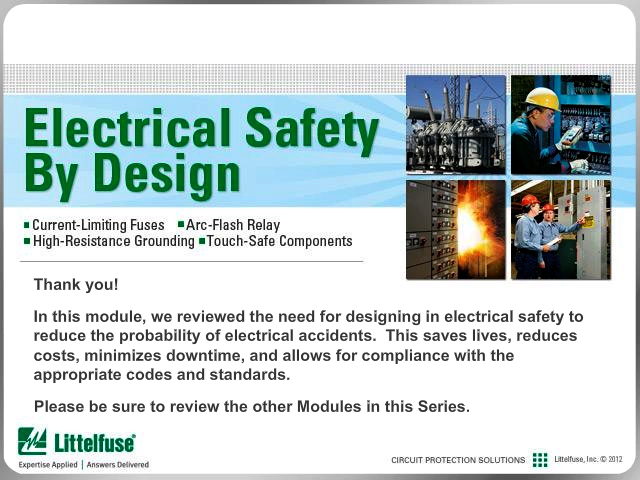 Electrical Safety
By Design
Current-Limiting Fuses Arc-Flash Relay
High-Resistance Grounding Touch-Safe Components
Thank you!
In this module, we reviewed the need for designing in electrical safety to
reduce the probability of electrical accidents. This saves lives, reduces
costs, minimizes downtime, and allows for compliance with the
appropriate codes and standards.
Please be sure to review the other Modules in this Series.
Littelfuse®
Expertise Applied | Answers Delivered
CIRCUIT PROTECTION SOLUTIONS Littelfuse, Inc. © 2012